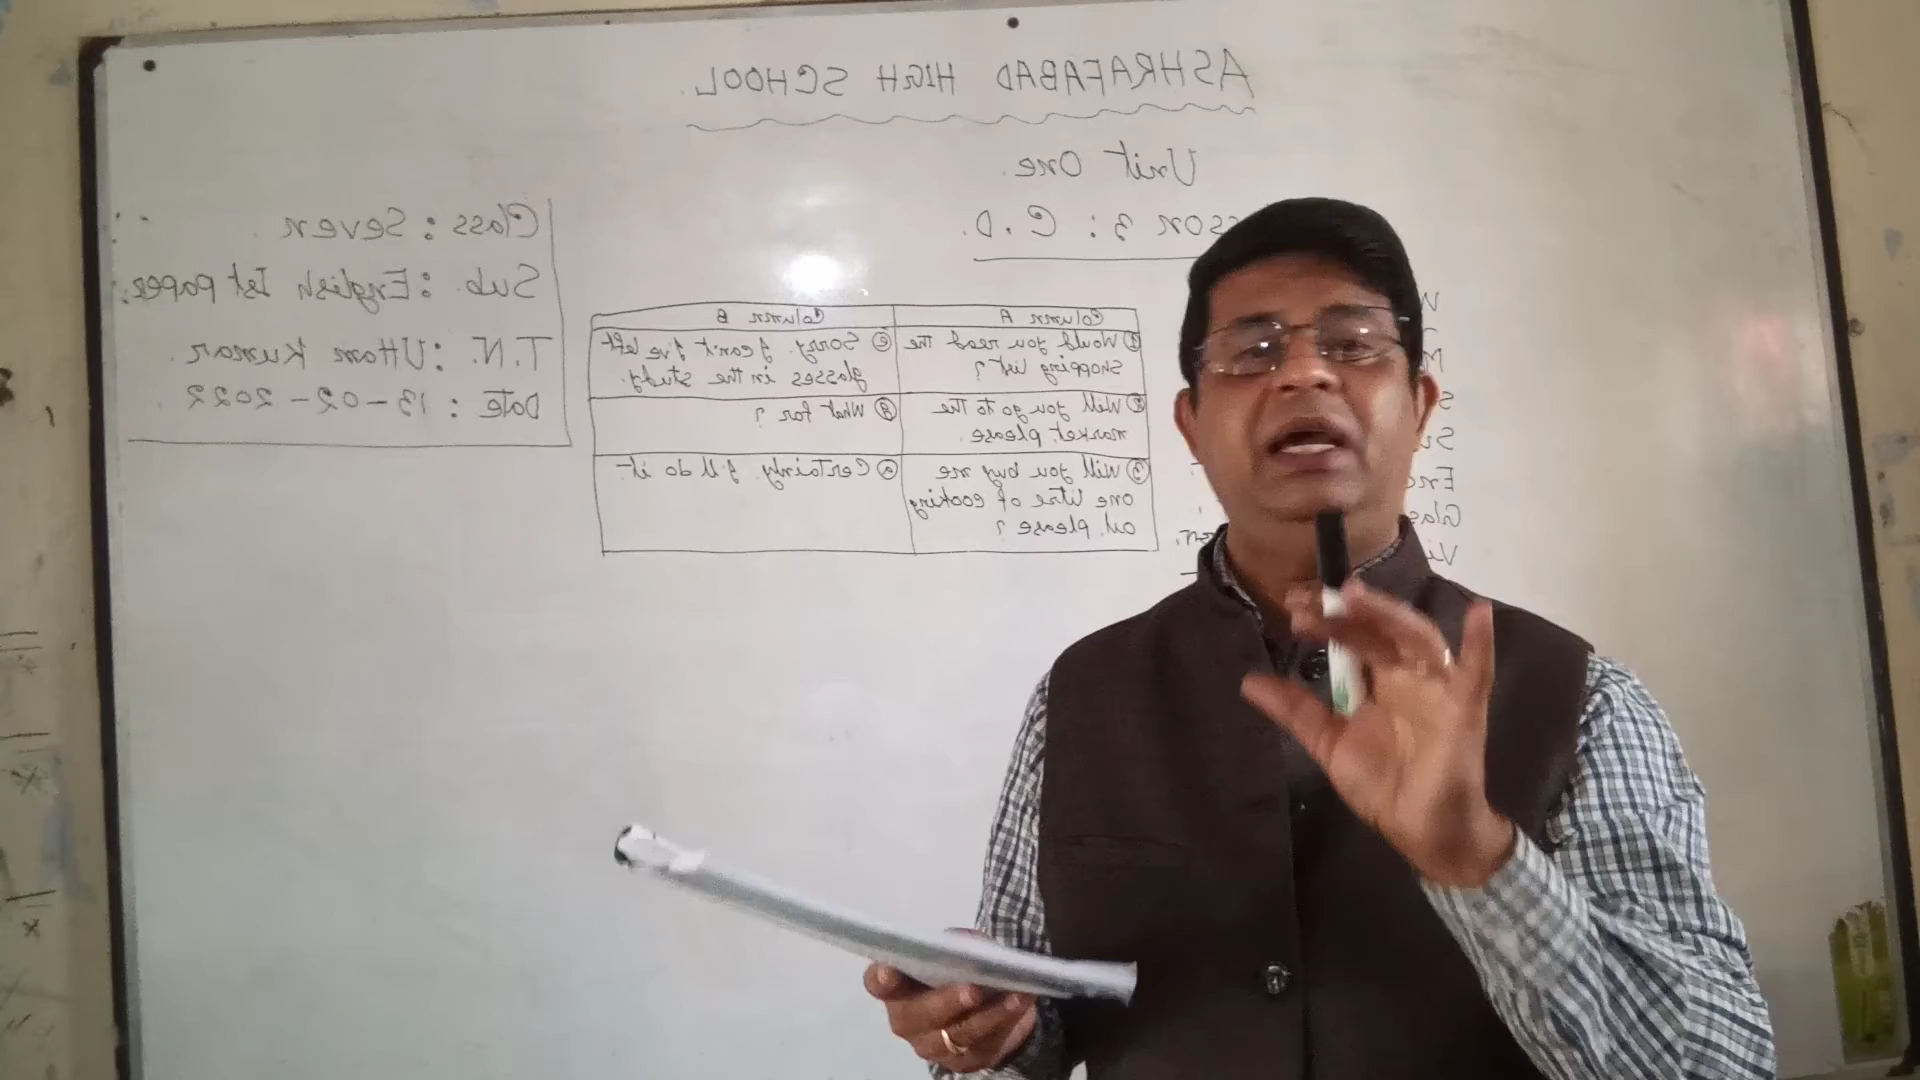 ASHRAFABAD HIGH SCHOOL.
Unit One.
3: C.D.
Class: Seven.
Sub: English Ist paper.
T.N.: Uttam Kumar.
Date: 13-02-2022
Column A
Column B
① Would you read the
shopping list?
ⓒ Sorry, I can't I've left
glasses in the study.
② Will you go to the
market, please.
What for?
③ Will you buy me
one litre of cooking
oil, please?
ⓐ Certainly, I'll do it.